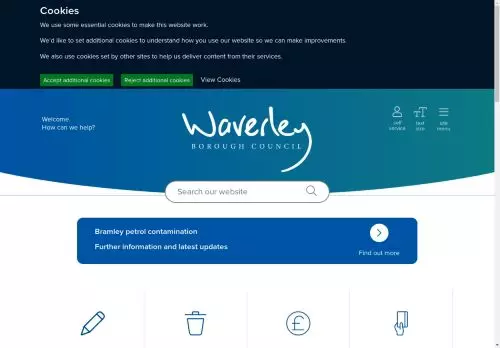 Cookies
We use some essential cookies to make this website work.
We'd like to set additional cookies to understand how you use our website so we can make improvements.
We also use cookies set by other sites to help us deliver content from their services.
Accept additional cookies Reject additional cookies View Cookies
Welcome.
How can we help?
Waverley
BOROUGH COUNCIL
self
service
text
size
site
menu
Search our website
Bramley petrol contamination
Further information and latest updates
Find out more